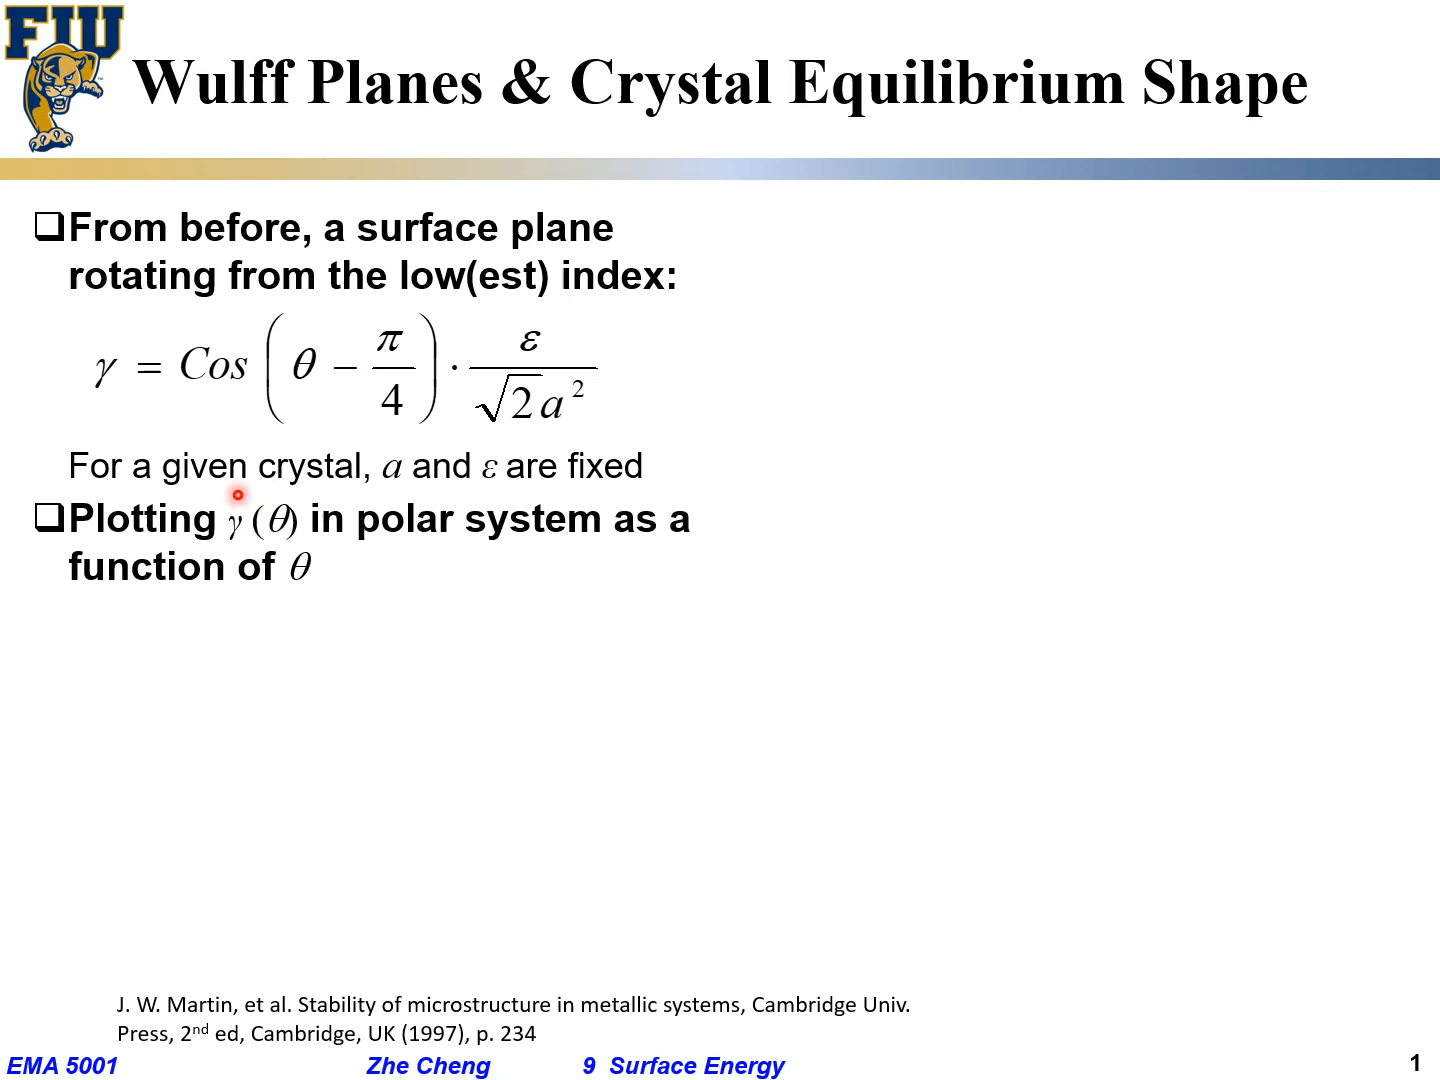 FIU
Wulff Planes & Crystal Equilibrium Shape
❑From before, a surface plane
rotating from the low(est) index:
γ = Cos ( θ − π/4 ) · ε / √2 a²
For a given crystal, a and ε are fixed
❑Plotting γ (θ) in polar system as a
function of θ
J. W. Martin, et al. Stability of microstructure in metallic systems, Cambridge Univ.
Press, 2nd ed, Cambridge, UK (1997), p. 234
EMA 5001 Zhe Cheng 9 Surface Energy 1